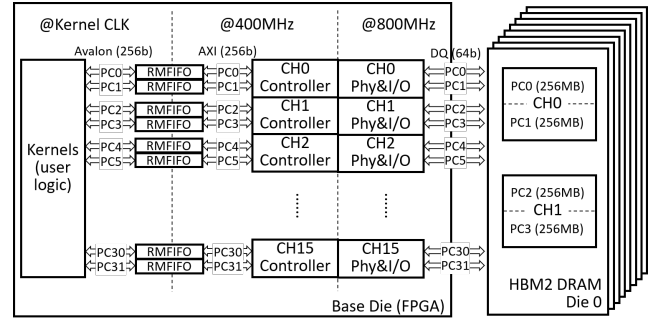 @Kernel CLK @400MHz @800MHz
Avalon (256b) AXI (256b) DQ (64b)
PC0 RMFIFO PC0 CH0 CH0 PC0
PC1 RMFIFO PC1 Controller Phy&I/O PC1
PC2 RMFIFO PC2 CH1 CH1 PC2
PC3 RMFIFO PC3 Controller Phy&I/O PC3
PC4 RMFIFO PC4 CH2 CH2 PC4
PC5 RMFIFO PC5 Controller Phy&I/O PC5
Kernels
(user
logic)
PC30 RMFIFO PC30 CH15 CH15 PC30
PC31 RMFIFO PC31 Controller Phy&I/O PC31
Base Die (FPGA)
PC0 (256MB)
CH0
PC1 (256MB)
PC2 (256MB)
CH1
PC3 (256MB)
HBM2 DRAM
Die 0